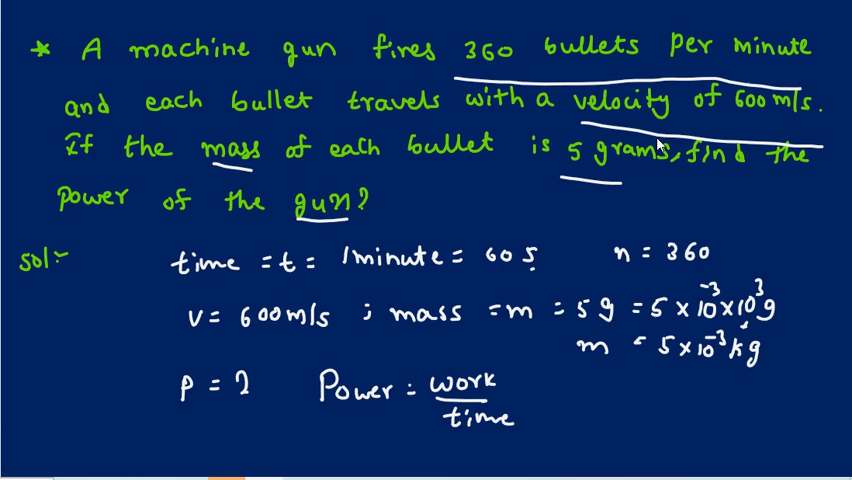 * A machine gun fires 360 bullets per minute
and each bullet travels with a velocity of 600 m/s.
If the mass of each bullet is 5 grams, find the
power of the gun?
Sol:- time = t = 1 minute = 60 s n = 360
v = 600 m/s ; mass = m = 5 g = 5 × 10⁻³ × 10³ g
m = 5 × 10⁻³ kg
P = ? Power = work
time